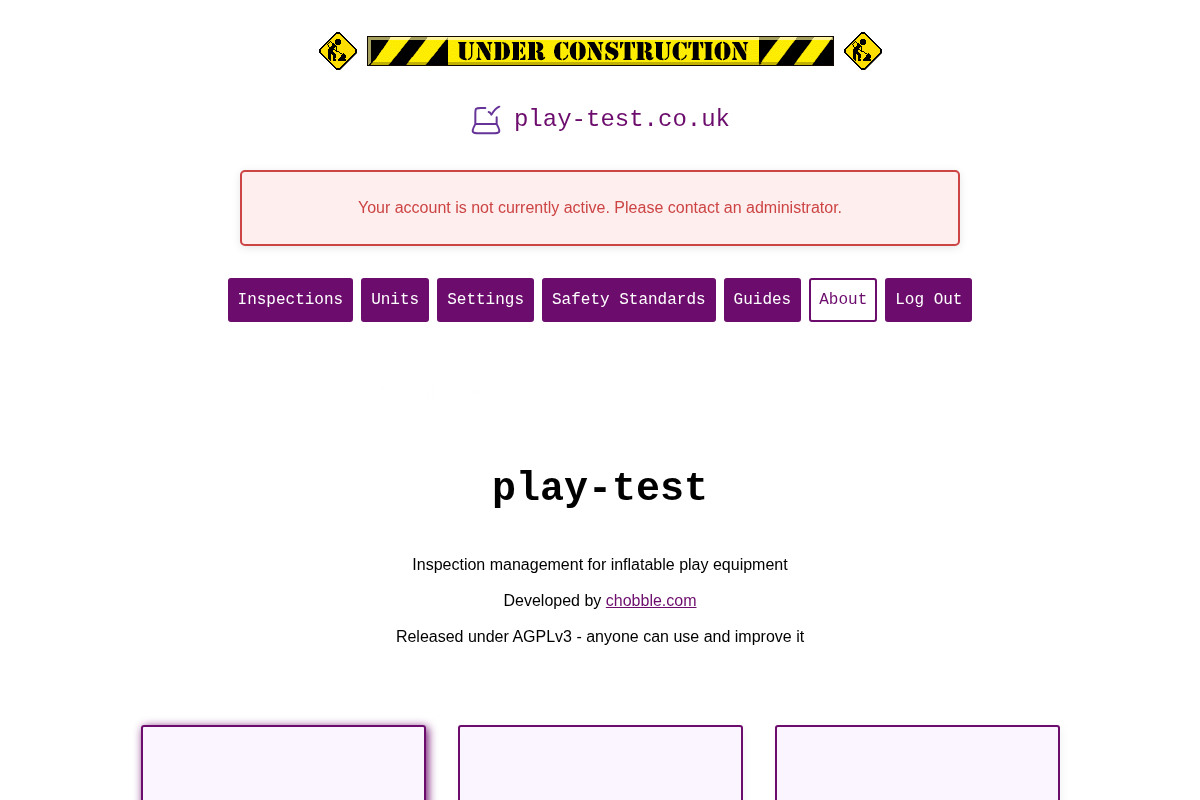 UNDER CONSTRUCTION
play-test.co.uk
Your account is not currently active. Please contact an administrator.
Inspections Units Settings Safety Standards Guides About Log Out
play-test
Inspection management for inflatable play equipment
Developed by chobble.com
Released under AGPLv3 - anyone can use and improve it